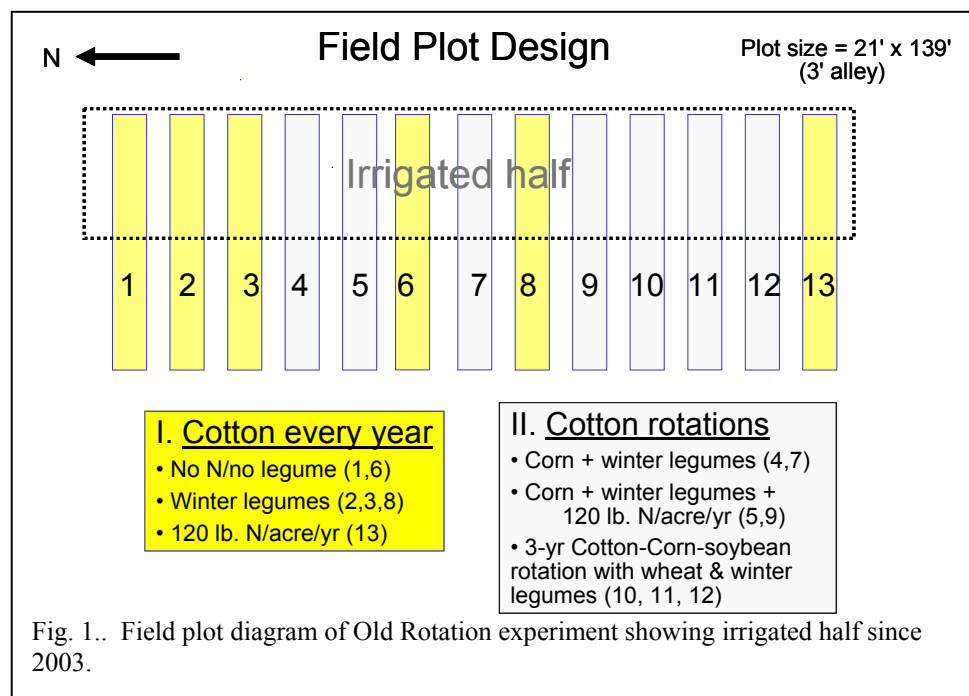 N
Field Plot Design
Plot size = 21' x 139'
(3' alley)
Irrigated half
1 2 3 4 5 6 7 8 9 10 11 12 13
I. Cotton every year
• No N/no legume (1,6)
• Winter legumes (2,3,8)
• 120 lb. N/acre/yr (13)
II. Cotton rotations
• Corn + winter legumes (4,7)
• Corn + winter legumes +
120 lb. N/acre/yr (5,9)
• 3-yr Cotton-Corn-soybean
rotation with wheat & winter
legumes (10, 11, 12)
Fig. 1.. Field plot diagram of Old Rotation experiment showing irrigated half since
2003.